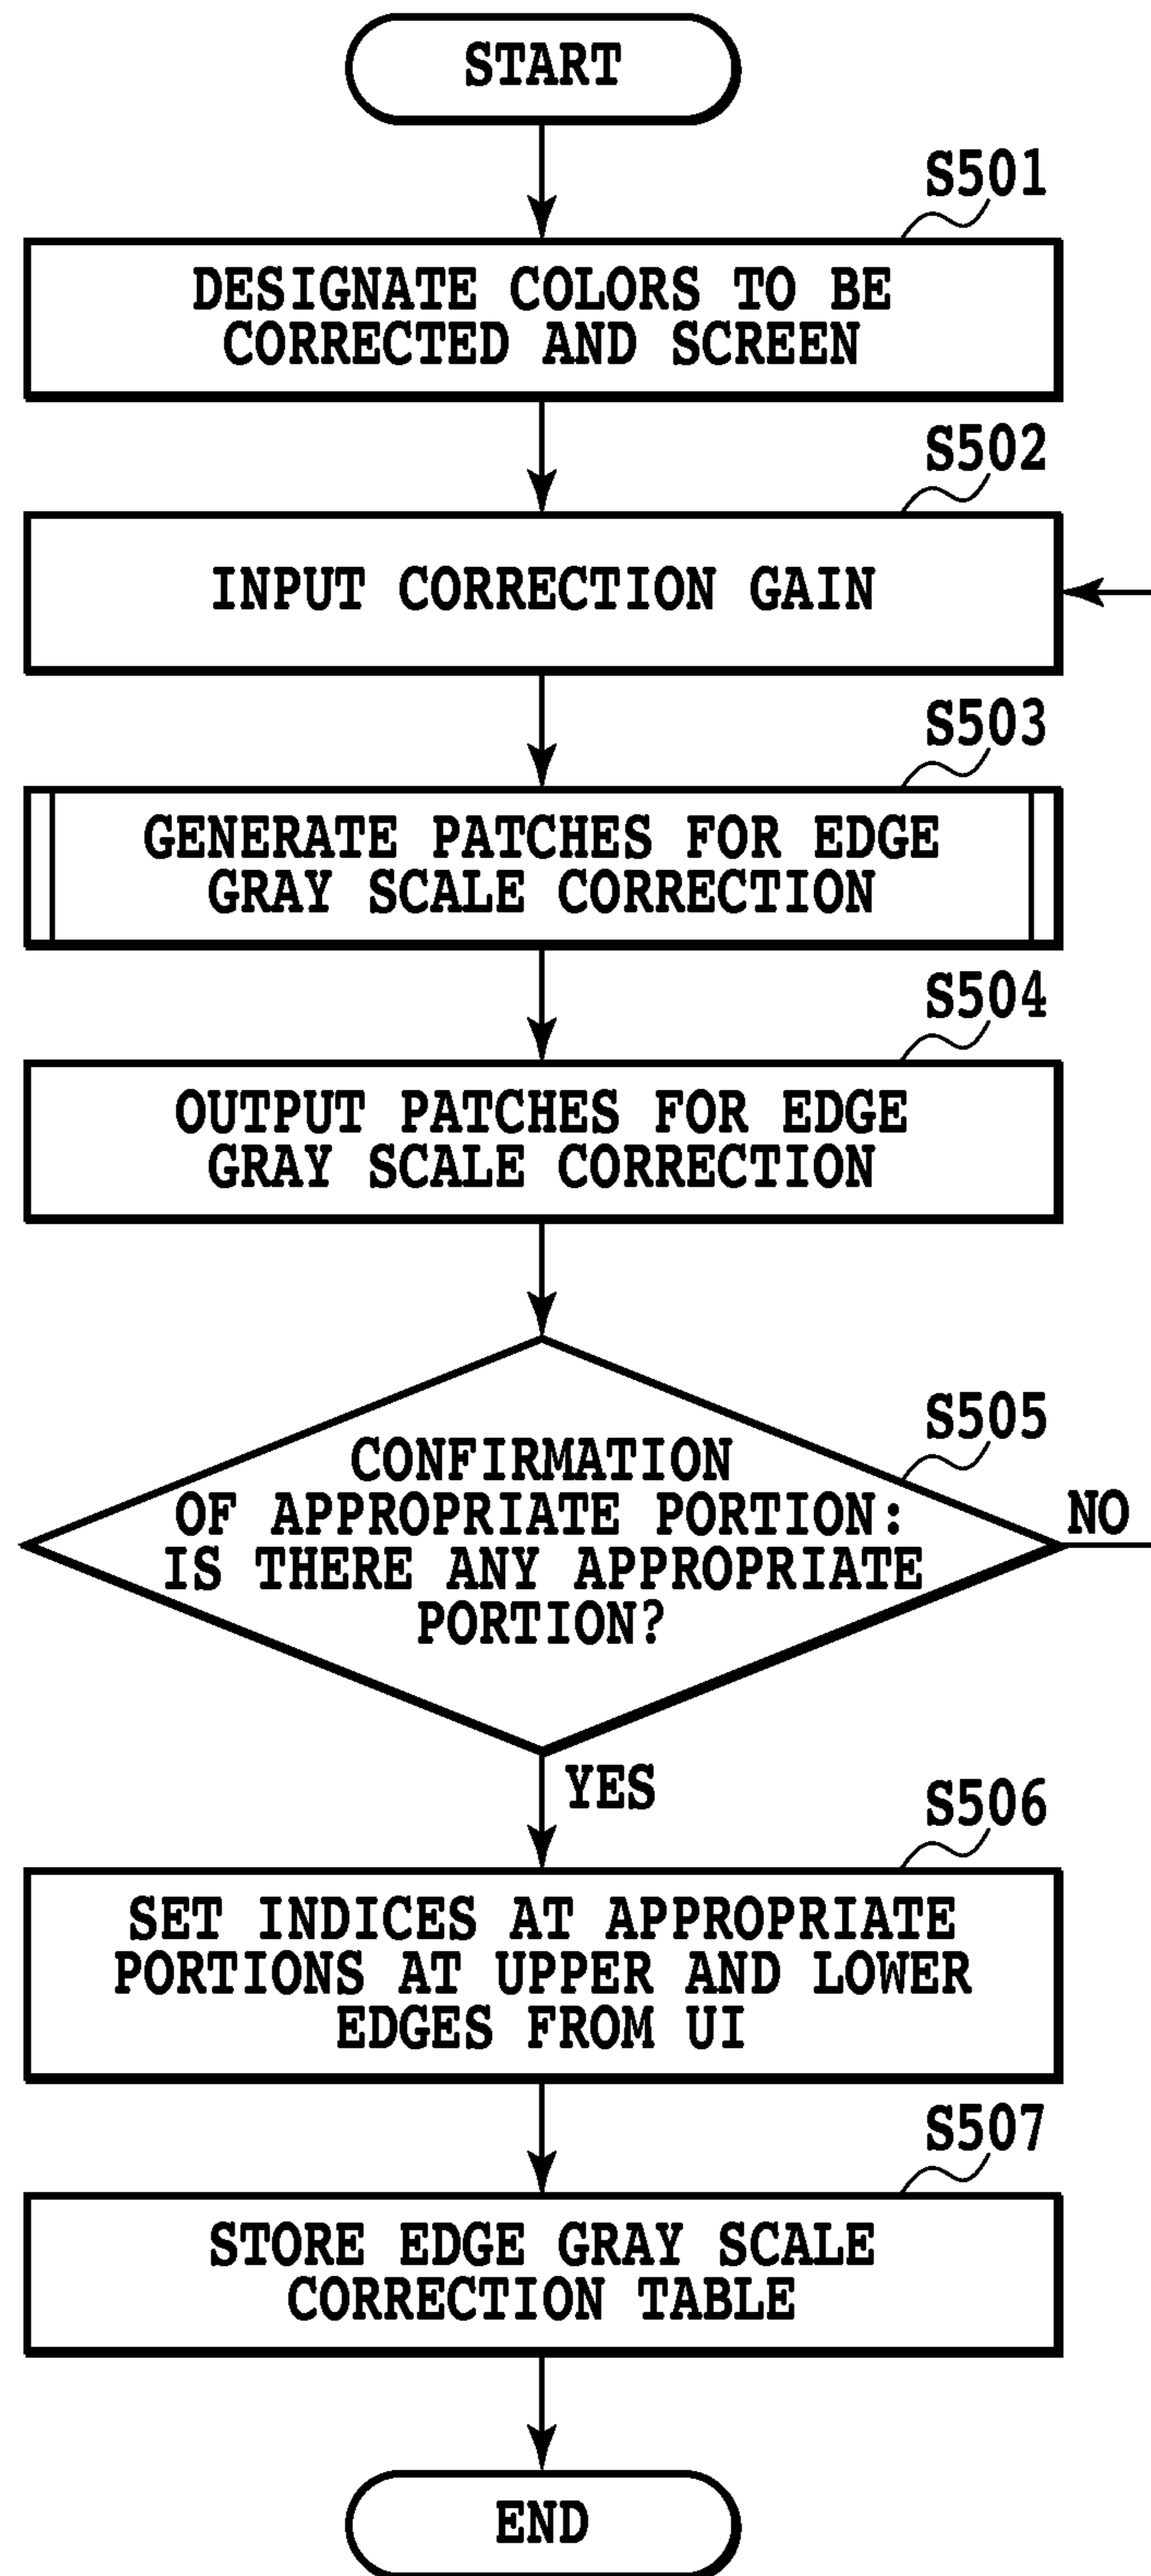 START
S501
DESIGNATE COLORS TO BE
CORRECTED AND SCREEN
S502
INPUT CORRECTION GAIN
S503
GENERATE PATCHES FOR EDGE
GRAY SCALE CORRECTION
S504
OUTPUT PATCHES FOR EDGE
GRAY SCALE CORRECTION
S505
CONFIRMATION
OF APPROPRIATE PORTION:
IS THERE ANY APPROPRIATE
PORTION?
NO
YES
S506
SET INDICES AT APPROPRIATE
PORTIONS AT UPPER AND LOWER
EDGES FROM UI
S507
STORE EDGE GRAY SCALE
CORRECTION TABLE
END